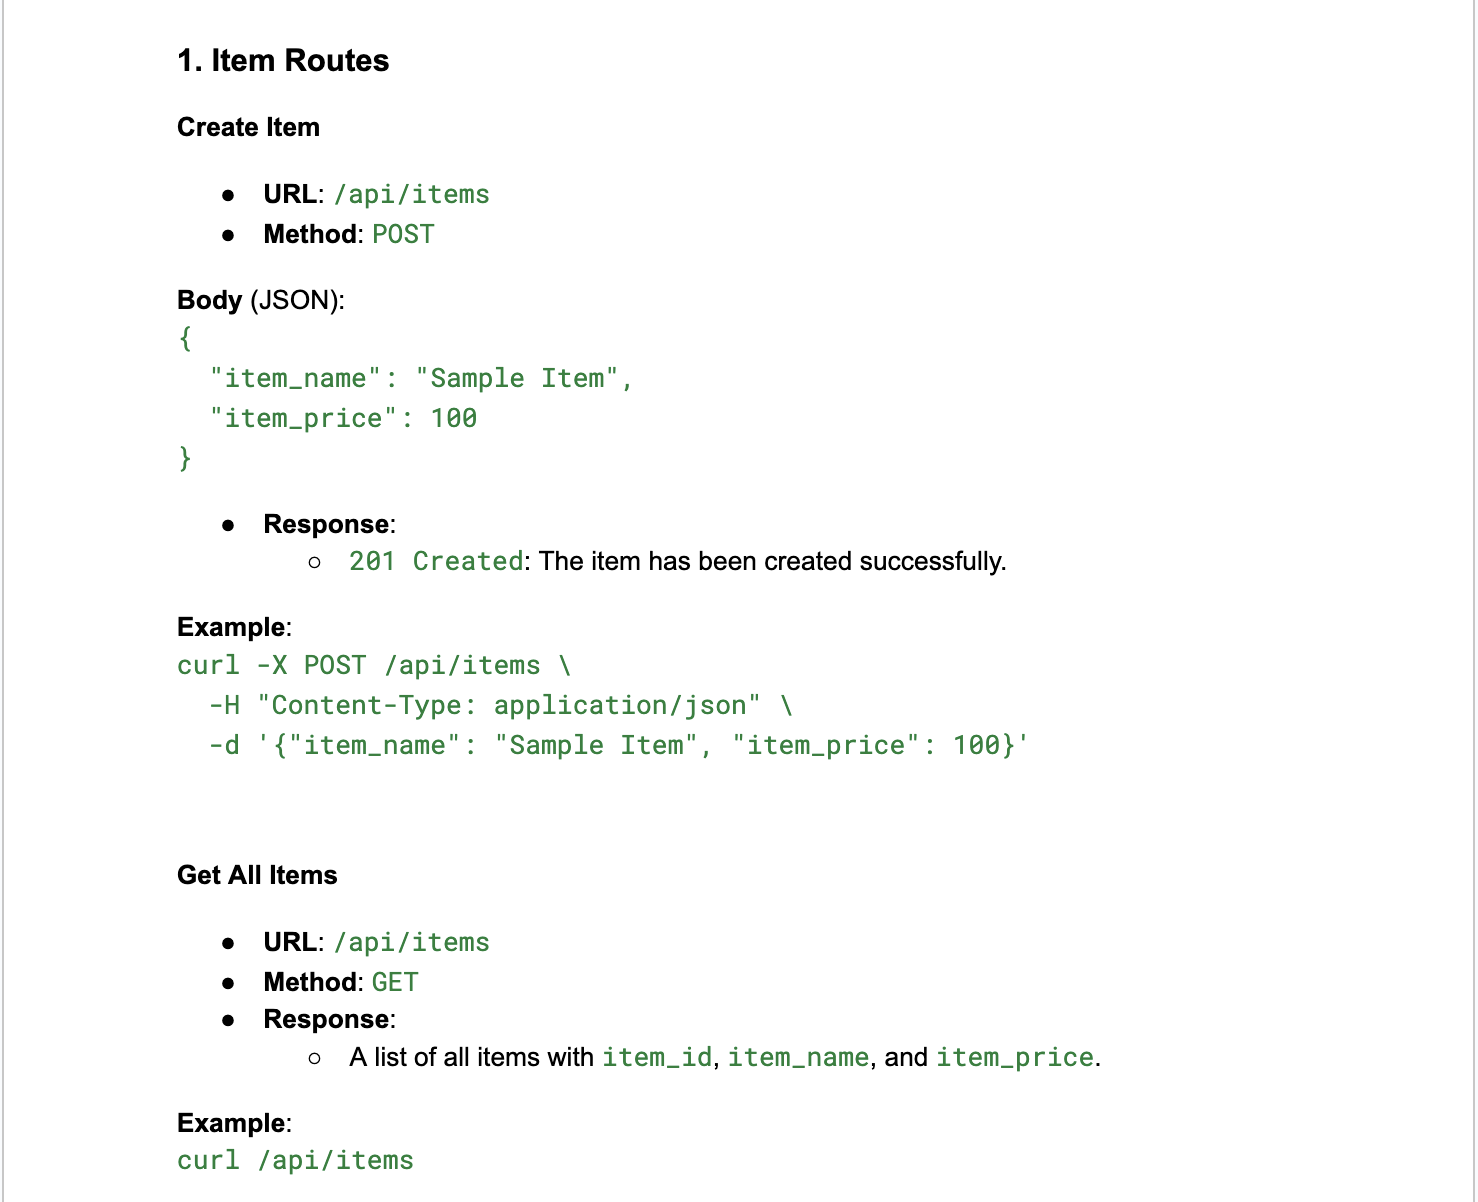 1. Item Routes
Create Item
● URL: /api/items
● Method: POST
Body (JSON):
{
  "item_name": "Sample Item",
  "item_price": 100
}
● Response:
○ 201 Created: The item has been created successfully.
Example:
curl -X POST /api/items \
  -H "Content-Type: application/json" \
  -d '{"item_name": "Sample Item", "item_price": 100}'
Get All Items
● URL: /api/items
● Method: GET
● Response:
○ A list of all items with item_id, item_name, and item_price.
Example:
curl /api/items